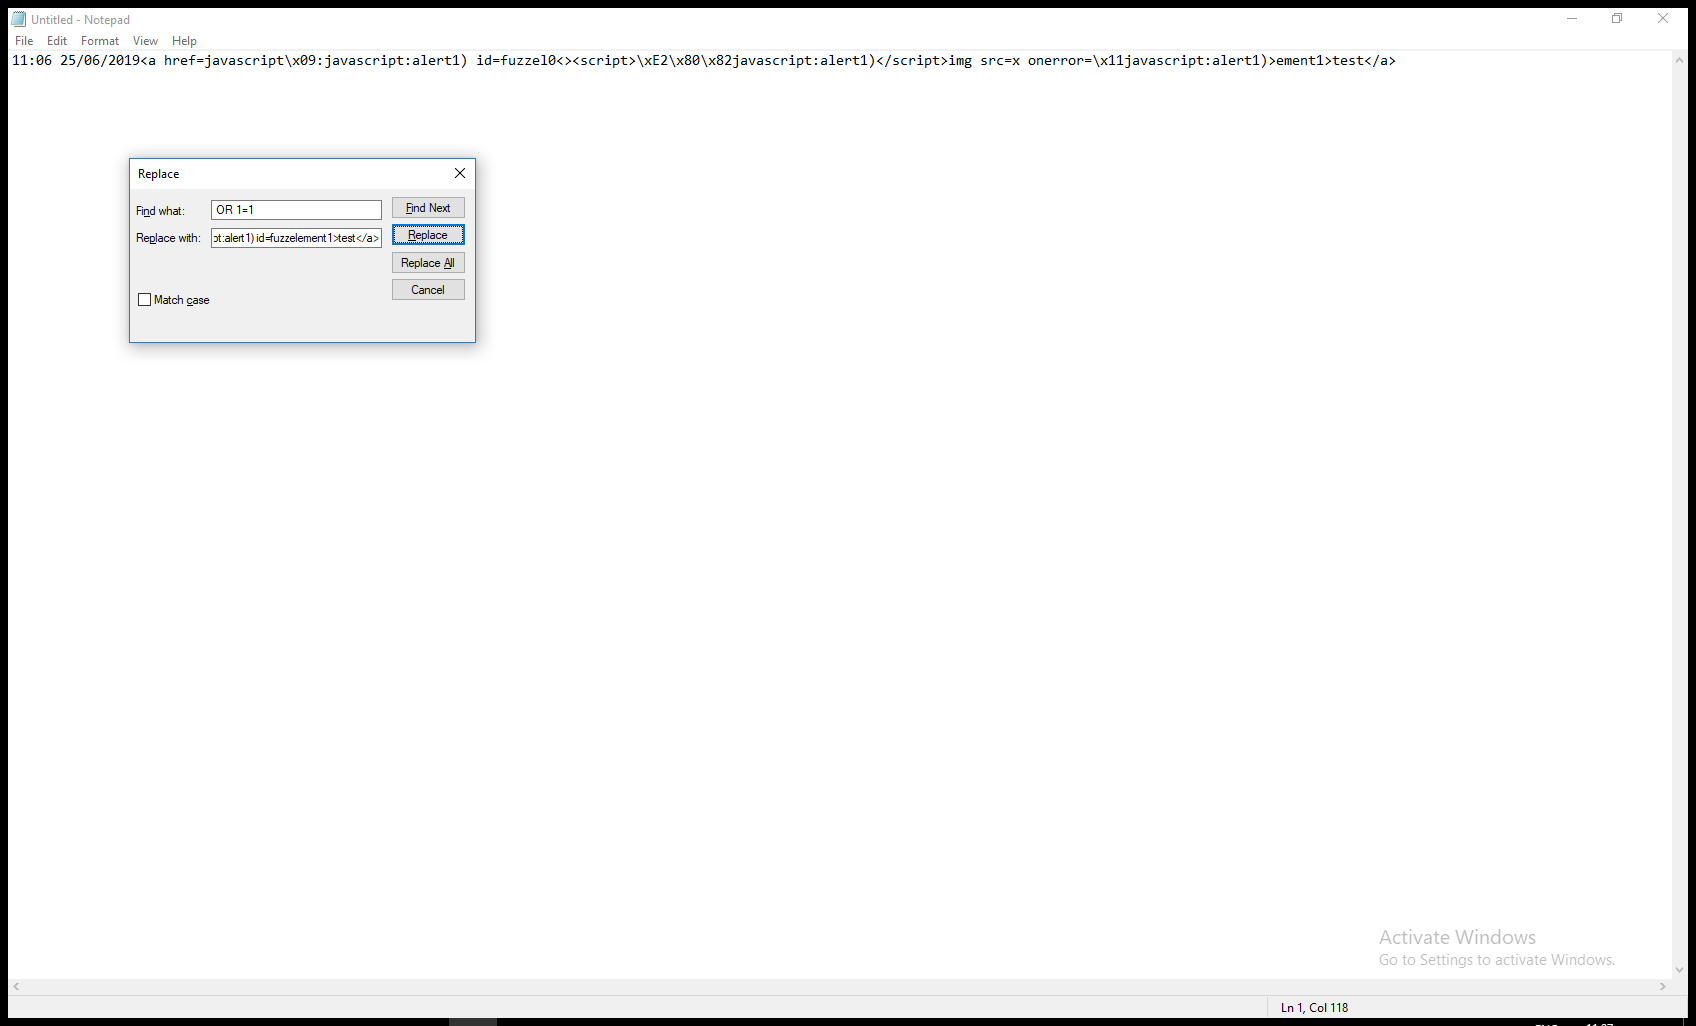 Untitled - Notepad
File Edit Format View Help
11:06 25/06/2019<a href=javascript\x09:javascript:alert1) id=fuzzel0<><script>\xE2\x80\x82javascript:alert1)</script>img src=x onerror=\x11javascript:alert1)>ement1>test</a>
Replace
Find what: OR 1=1 Find Next
Replace with: pt:alert1) id=fuzzelement1>test</a> Replace
Replace All
Cancel
Match case
Activate Windows
Go to Settings to activate Windows.
Ln 1, Col 118